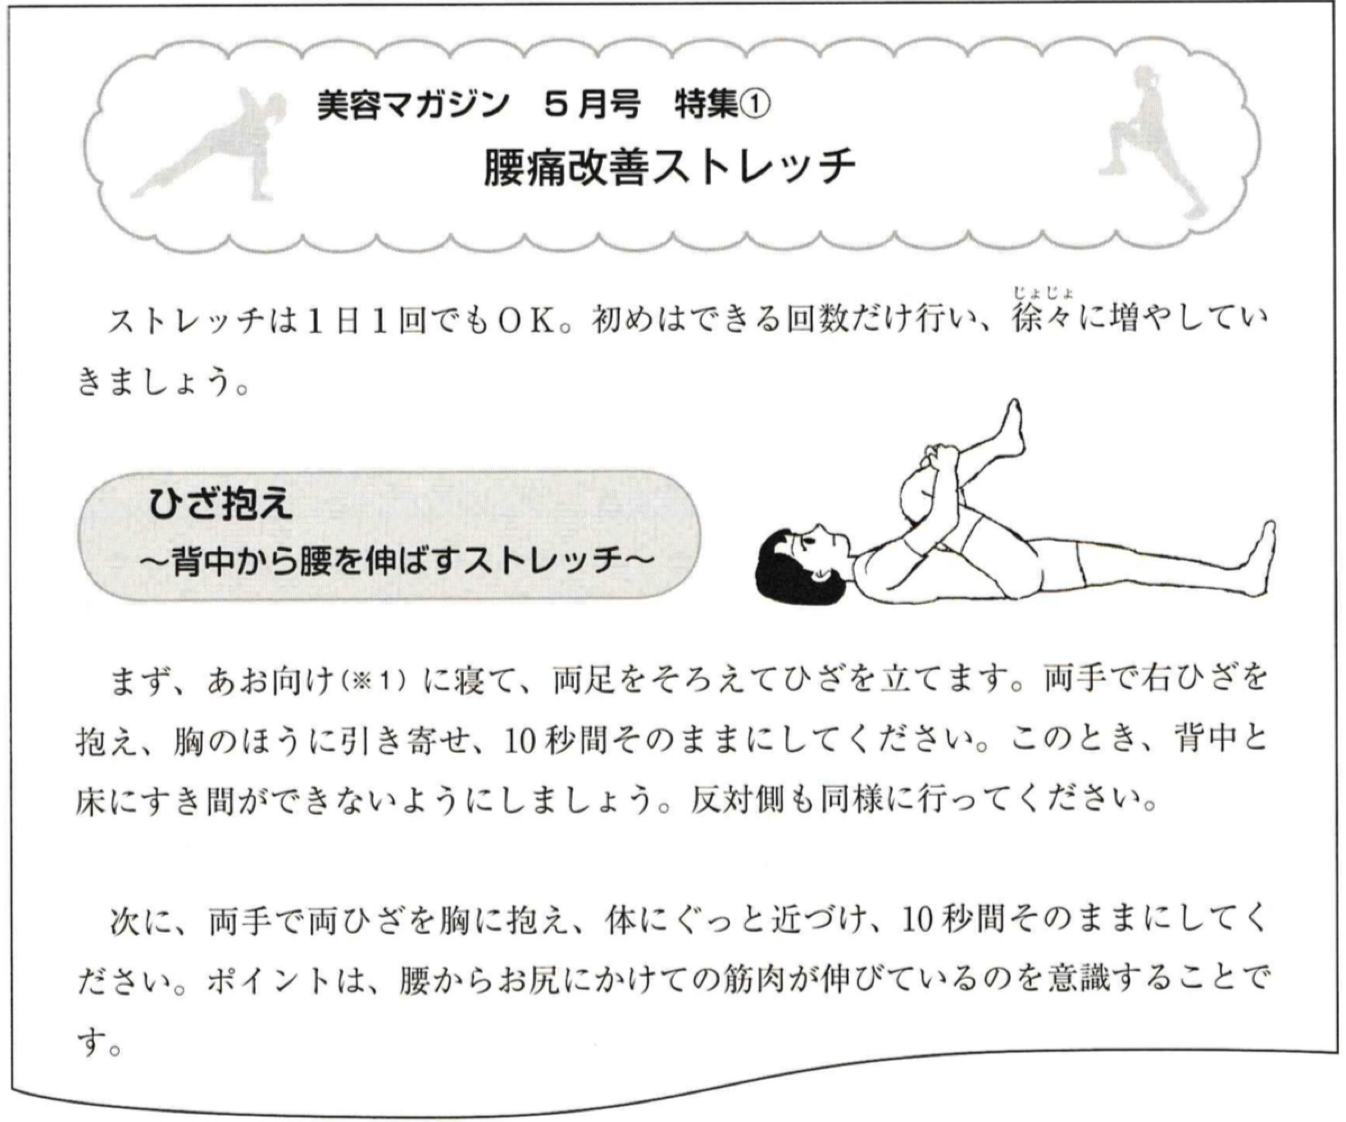 美容マガジン　5月号　特集①
腰痛改善ストレッチ
ストレッチは1日1回でもOK。初めはできる回数だけ行い、徐々に増やしてい
じょじょ
きましょう。
ひざ抱え
～背中から腰を伸ばすストレッチ～
まず、あお向け(※1)に寝て、両足をそろえてひざを立てます。両手で右ひざを
抱え、胸のほうに引き寄せ、10秒間そのままにしてください。このとき、背中と
床にすき間ができないようにしましょう。反対側も同様に行ってください。
次に、両手で両ひざを胸に抱え、体にぐっと近づけ、10秒間そのままにしてく
ださい。ポイントは、腰からお尻にかけての筋肉が伸びているのを意識することで
す。